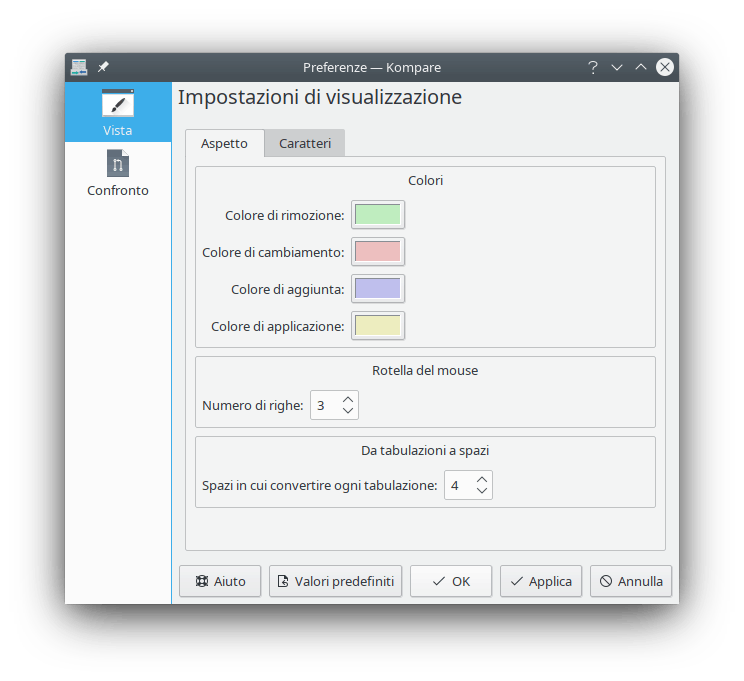 Preferenze — Kompare
Vista
Confronto
Impostazioni di visualizzazione
Aspetto
Caratteri
Colori
Colore di rimozione:
Colore di cambiamento:
Colore di aggiunta:
Colore di applicazione:
Rotella del mouse
Numero di righe: 3
Da tabulazioni a spazi
Spazi in cui convertire ogni tabulazione: 4
Aiuto
Valori predefiniti
OK
Applica
Annulla